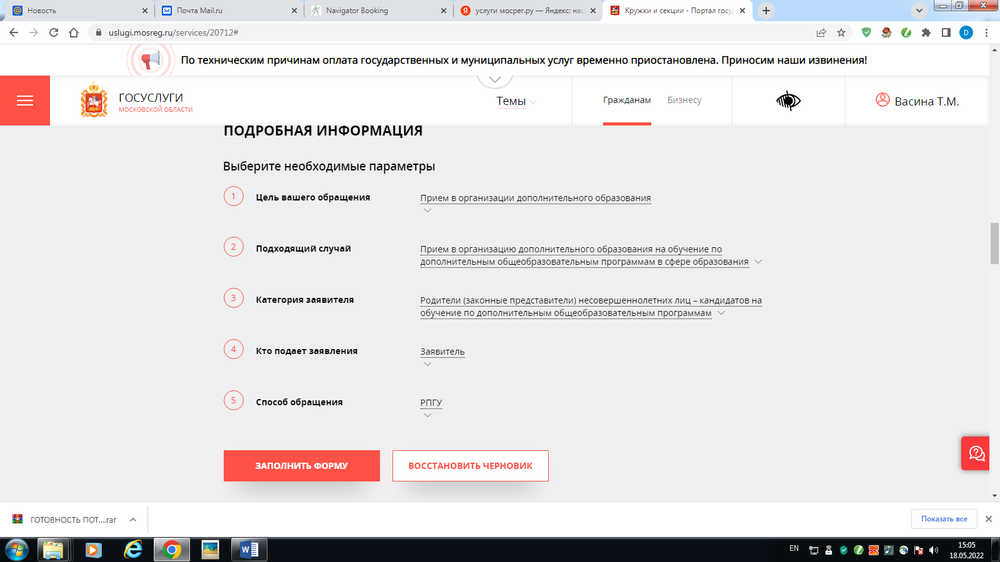 Новость
Почта Mail.ru
Navigator Booking
услуги мосрег.ру — Яндекс: на
Кружки и секции - Портал госу
uslugi.mosreg.ru/services/20712#
D
По техническим причинам оплата государственных и муниципальных услуг временно приостановлена. Приносим наши извинения!
ГОСУСЛУГИ
МОСКОВСКОЙ ОБЛАСТИ
Темы
Гражданам
Бизнесу
Васина Т.М.
ПОДРОБНАЯ ИНФОРМАЦИЯ
Выберите необходимые параметры
1 Цель вашего обращения
Прием в организации дополнительного образования
2 Подходящий случай
Прием в организацию дополнительного образования на обучение по
дополнительным общеобразовательным программам в сфере образования
3 Категория заявителя
Родители (законные представители) несовершеннолетних лиц – кандидатов на
обучение по дополнительным общеобразовательным программам
4 Кто подает заявления
Заявитель
5 Способ обращения
РПГУ
ЗАПОЛНИТЬ ФОРМУ
ВОССТАНОВИТЬ ЧЕРНОВИК
ГОТОВНОСТЬ ПОТ....rar
Показать все
EN
15:05
18.05.2022